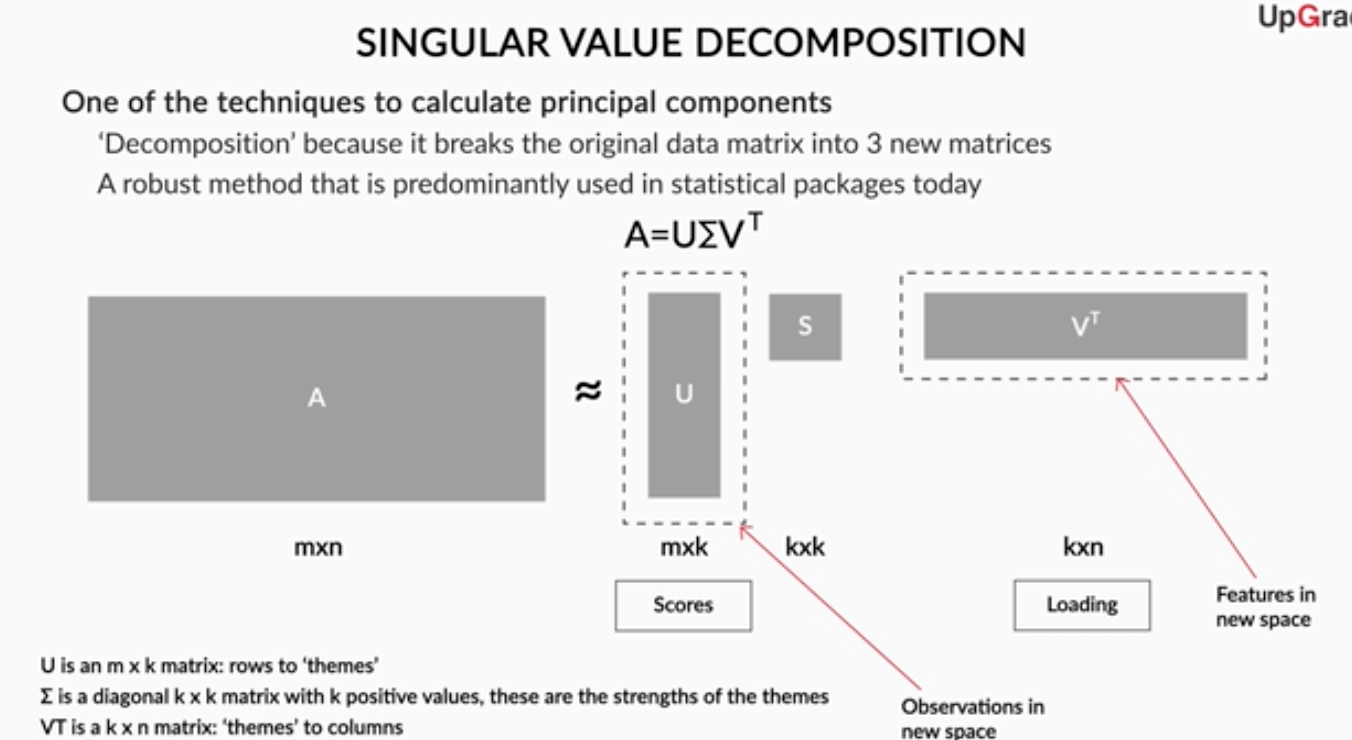 UpGra
SINGULAR VALUE DECOMPOSITION
One of the techniques to calculate principal components
‘Decomposition’ because it breaks the original data matrix into 3 new matrices
A robust method that is predominantly used in statistical packages today
A=UΣVᵀ
A
≈
U
S
Vᵀ
mxn
mxk
kxk
kxn
Scores
Loading
Features in
new space
U is an m x k matrix: rows to ‘themes’
Σ is a diagonal k x k matrix with k positive values, these are the strengths of the themes
VT is a k x n matrix: ‘themes’ to columns
Observations in
new space